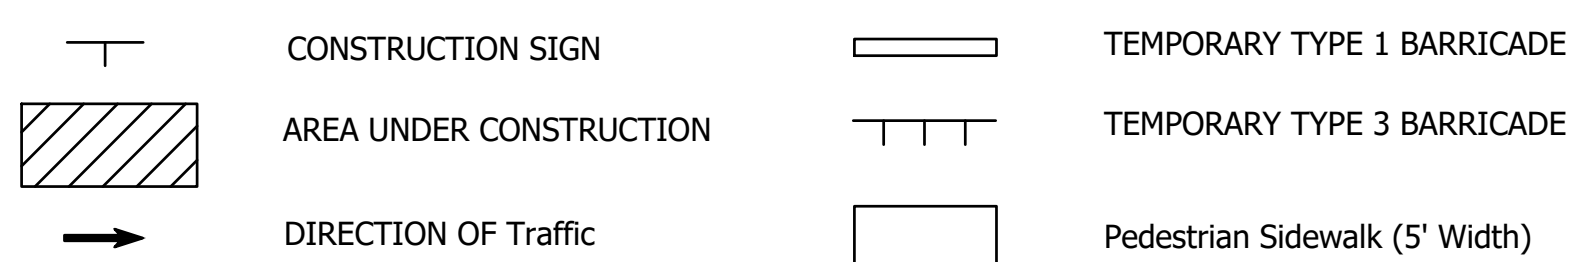 CONSTRUCTION SIGN
AREA UNDER CONSTRUCTION
DIRECTION OF Traffic
TEMPORARY TYPE 1 BARRICADE
TEMPORARY TYPE 3 BARRICADE
Pedestrian Sidewalk (5' Width)